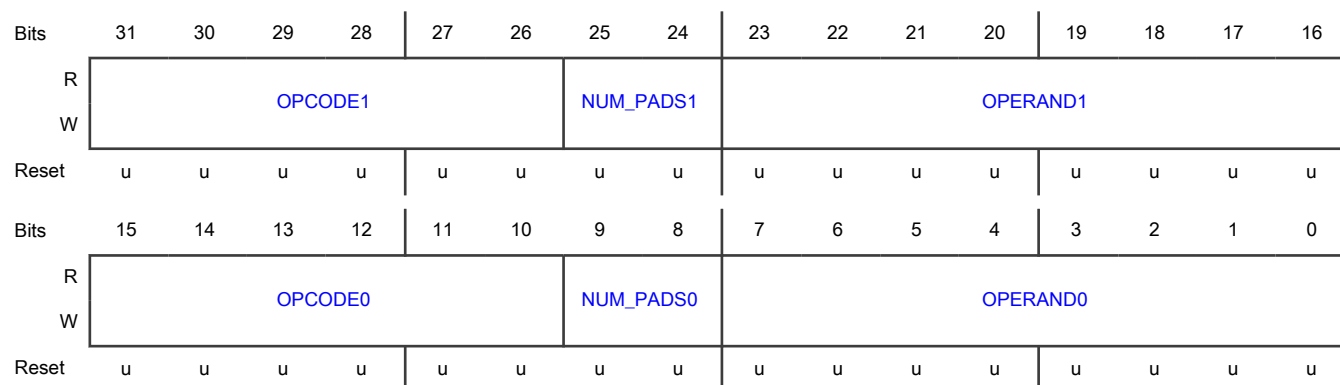 Bits 31 30 29 28 27 26 25 24 23 22 21 20 19 18 17 16
R
OPCODE1 NUM_PADS1 OPERAND1
W
Reset u u u u u u u u u u u u u u u u
Bits 15 14 13 12 11 10 9 8 7 6 5 4 3 2 1 0
R
OPCODE0 NUM_PADS0 OPERAND0
W
Reset u u u u u u u u u u u u u u u u